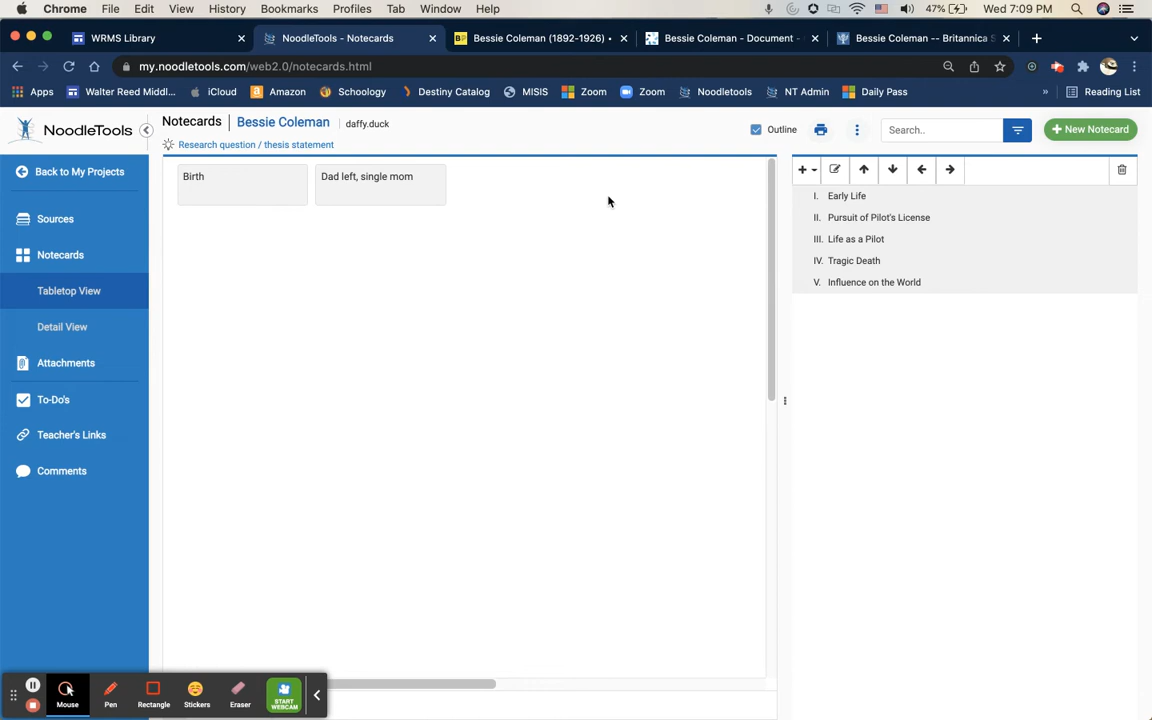 Chrome File Edit View History Bookmarks Profiles Tab Window Help 47% Wed 7:09 PM
WRMS Library
NoodleTools - Notecards
BP Bessie Coleman (1892-1926) •
Bessie Coleman - Document -
Bessie Coleman -- Britannica S
my.noodletools.com/web2.0/notecards.html
Apps Walter Reed Middl... iCloud Amazon Schoology Destiny Catalog MISIS Zoom Zoom Noodletools NT Admin Daily Pass » Reading List
NoodleTools
Notecards Bessie Coleman daffy.duck
Research question / thesis statement
Outline
Search..
+ New Notecard
Back to My Projects
Sources
Notecards
Tabletop View
Detail View
Attachments
To-Do's
Teacher's Links
Comments
Birth
Dad left, single mom
I. Early Life
II. Pursuit of Pilot's License
III. Life as a Pilot
IV. Tragic Death
V. Influence on the World
Mouse Pen Rectangle Stickers Eraser START WEBCAM